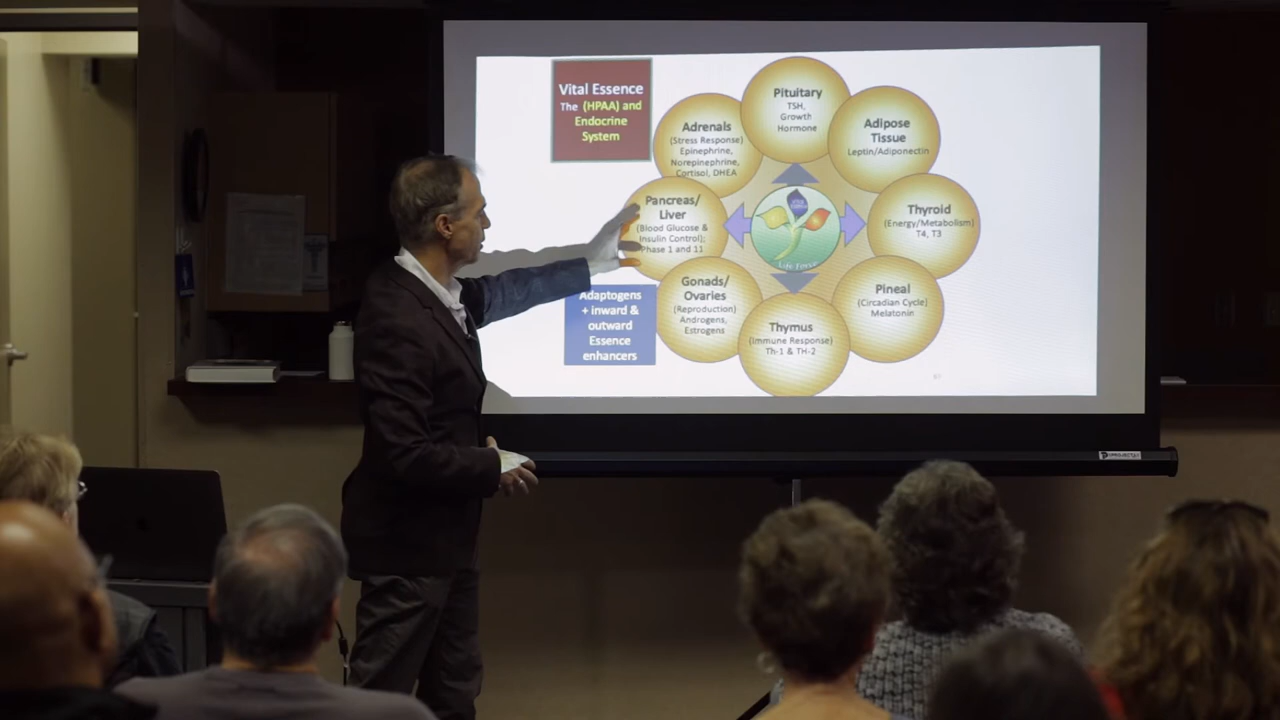 Vital Essence
The (HPAA) and
Endocrine
System
Pituitary
TSH,
Growth
Hormone
Adrenals
(Stress Response)
Epinephrine,
Norepinephrine,
Cortisol, DHEA
Adipose
Tissue
Leptin/Adiponectin
Pancreas/
Liver
(Blood Glucose &
Insulin Control);
Phase 1 and 11
Thyroid
(Energy/Metabolism)
T4, T3
Life Force
Gonads/
Ovaries
(Reproduction)
Androgens,
Estrogens
Pineal
(Circadian Cycle)
Melatonin
Thymus
(Immune Response)
Th-1 & TH-2
Adaptogens
+ inward &
outward
Essence
enhancers